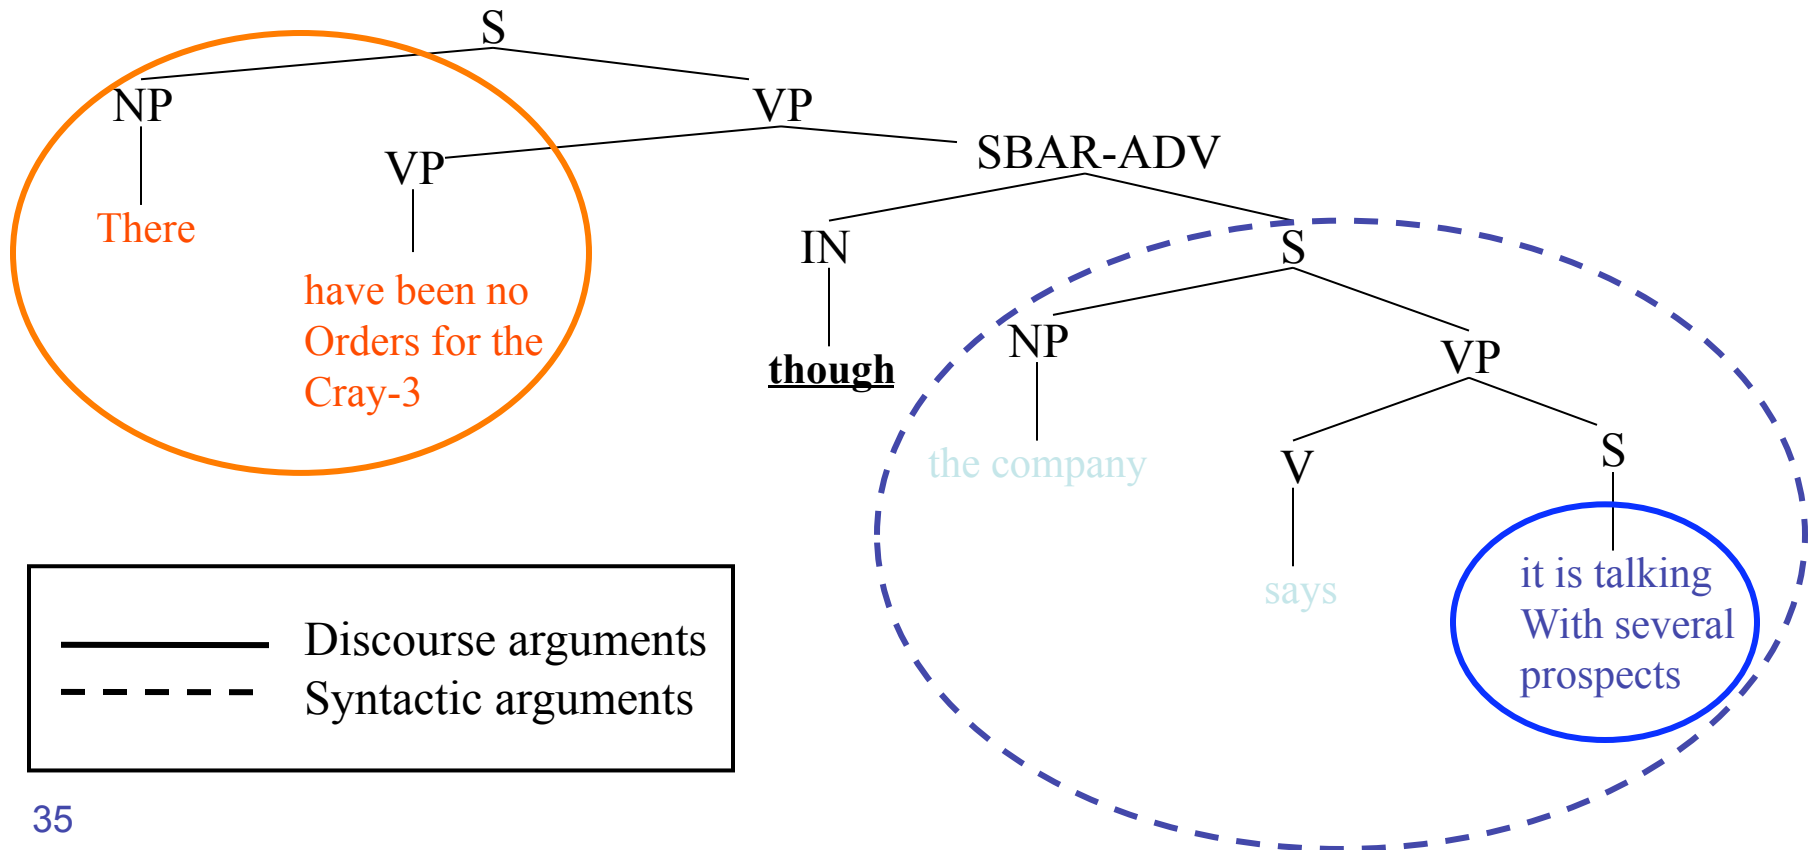 S
NP
VP
VP
SBAR-ADV
There
IN
S
have been no
Orders for the
Cray-3
though
NP
VP
the company
V
S
says
it is talking
With several
prospects
Discourse arguments
Syntactic arguments
35